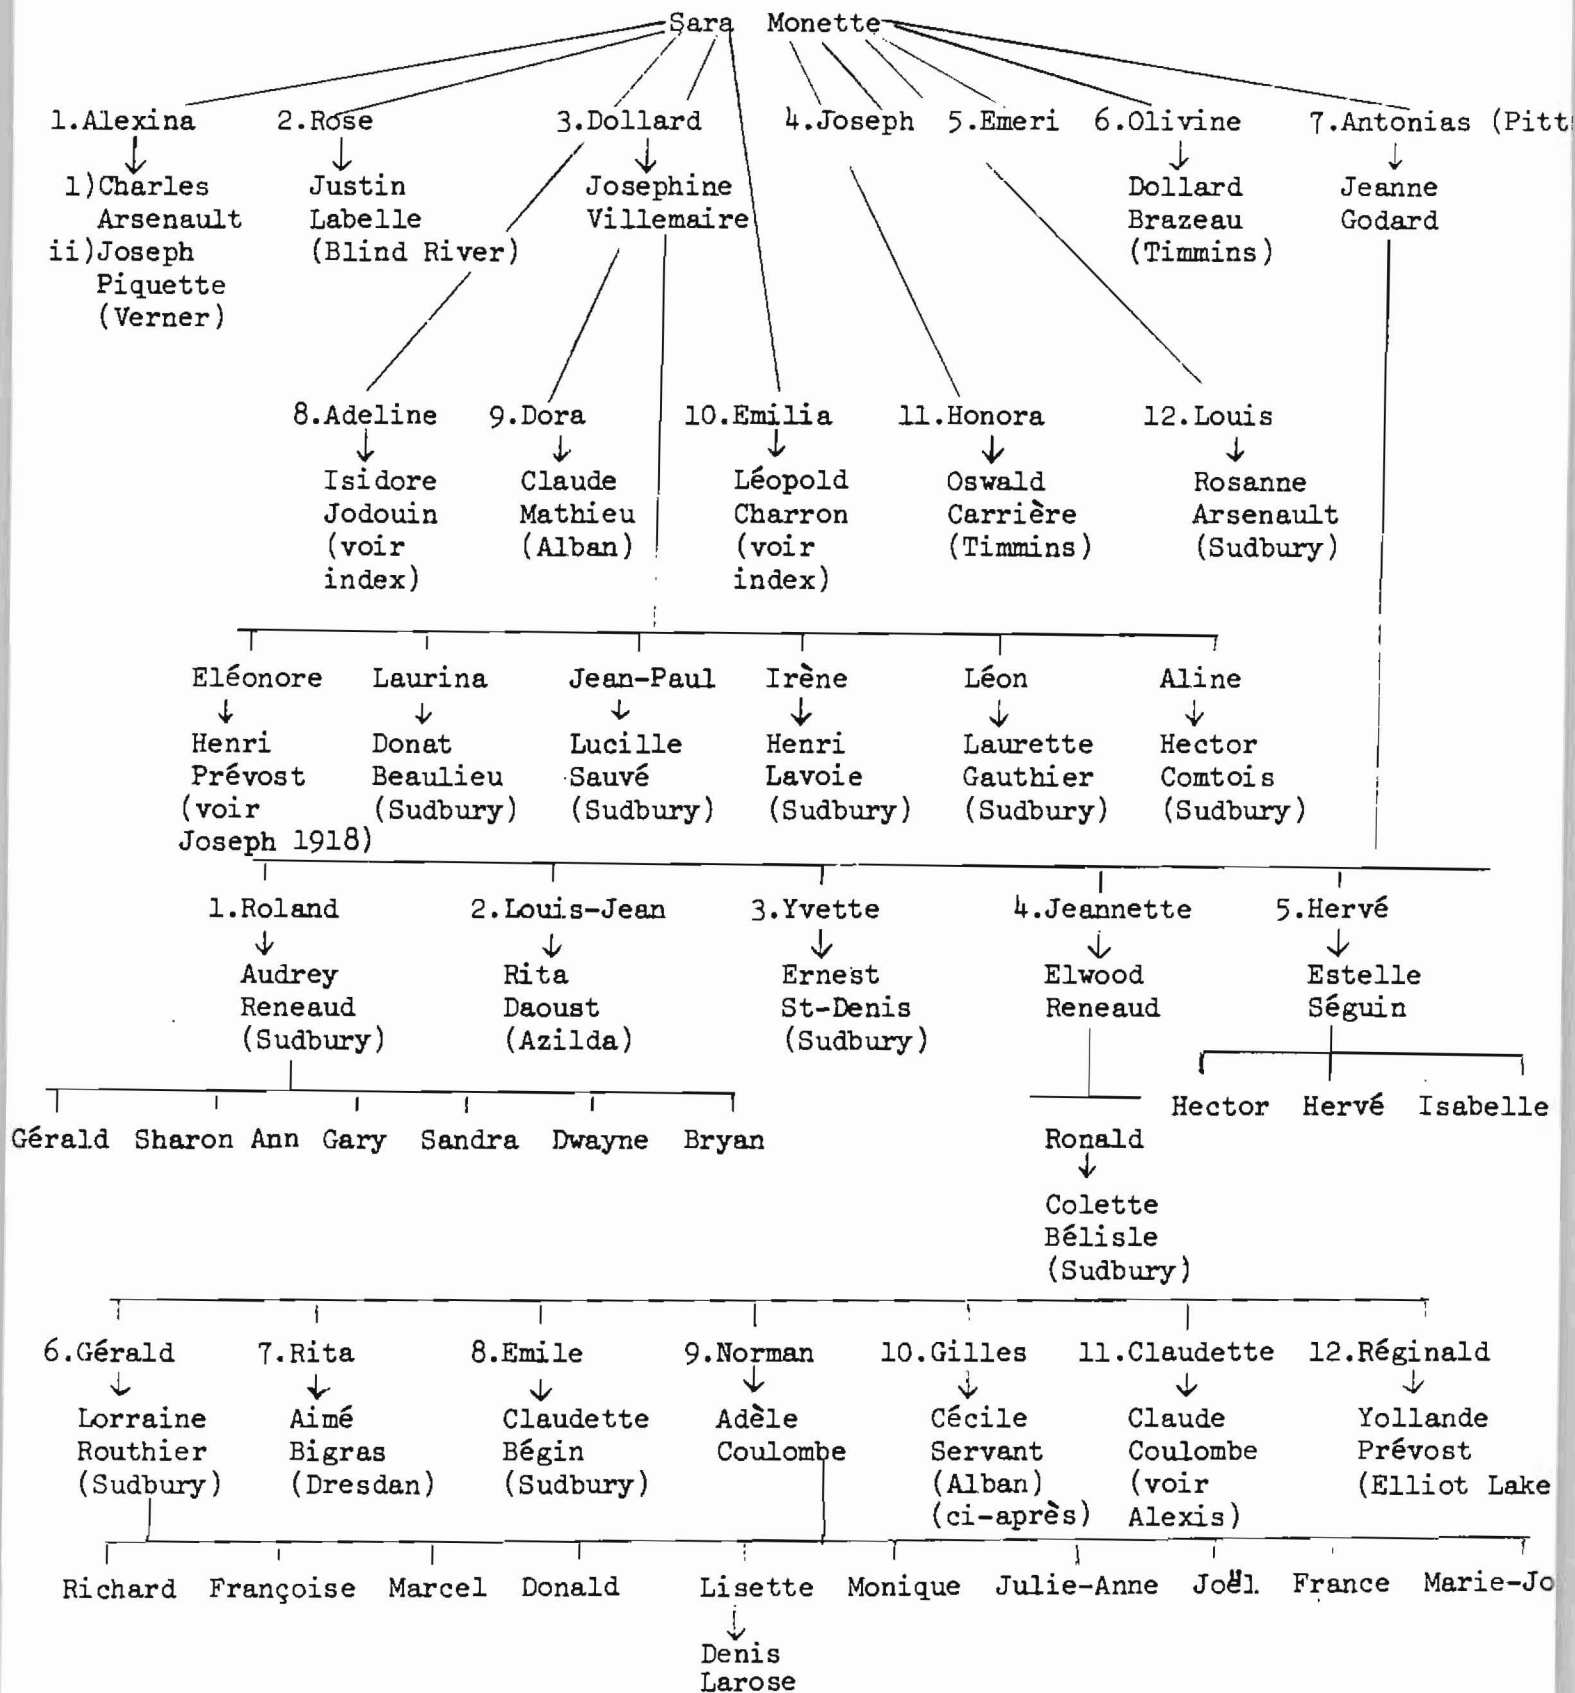 Sara Monette
1.Alexina 2.Rose 3.Dollard 4.Joseph 5.Emeri 6.Olivine 7.Antonias (Pitt
1)Charles Justin Josephine Dollard Jeanne
Arsenault Labelle Villemaire Brazeau Godard
ii)Joseph (Blind River) (Timmins)
Piquette
(Verner)
8.Adeline 9.Dora 10.Emilia 11.Honora 12.Louis
Isidore Claude Léopold Oswald Rosanne
Jodouin Mathieu Charron Carrière Arsenault
(voir (Alban) (voir (Timmins) (Sudbury)
index) index)
Eléonore Laurina Jean-Paul Irène Léon Aline
Henri Donat Lucille Henri Laurette Hector
Prévost Beaulieu Sauvé Lavoie Gauthier Comtois
(voir (Sudbury) (Sudbury) (Sudbury) (Sudbury) (Sudbury)
Joseph 1918)
1.Roland 2.Louis-Jean 3.Yvette 4.Jeannette 5.Hervé
Audrey Rita Ernest Elwood Estelle
Reneaud Daoust St-Denis Reneaud Séguin
(Sudbury) (Azilda) (Sudbury)
Hector Hervé Isabelle
Gérald Sharon Ann Gary Sandra Dwayne Bryan Ronald
Colette
Bélisle
(Sudbury)
6.Gérald 7.Rita 8.Emile 9.Norman 10.Gilles 11.Claudette 12.Réginald
Lorraine Aimé Claudette Adèle Cécile Claude Yollande
Routhier Bigras Bégin Coulombe Servant Coulombe Prévost
(Sudbury) (Dresdan) (Sudbury) (Alban) (voir (Elliot Lake
(ci-après) Alexis)
Richard Françoise Marcel Donald Lisette Monique Julie-Anne Joël France Marie-Jo
Denis
Larose